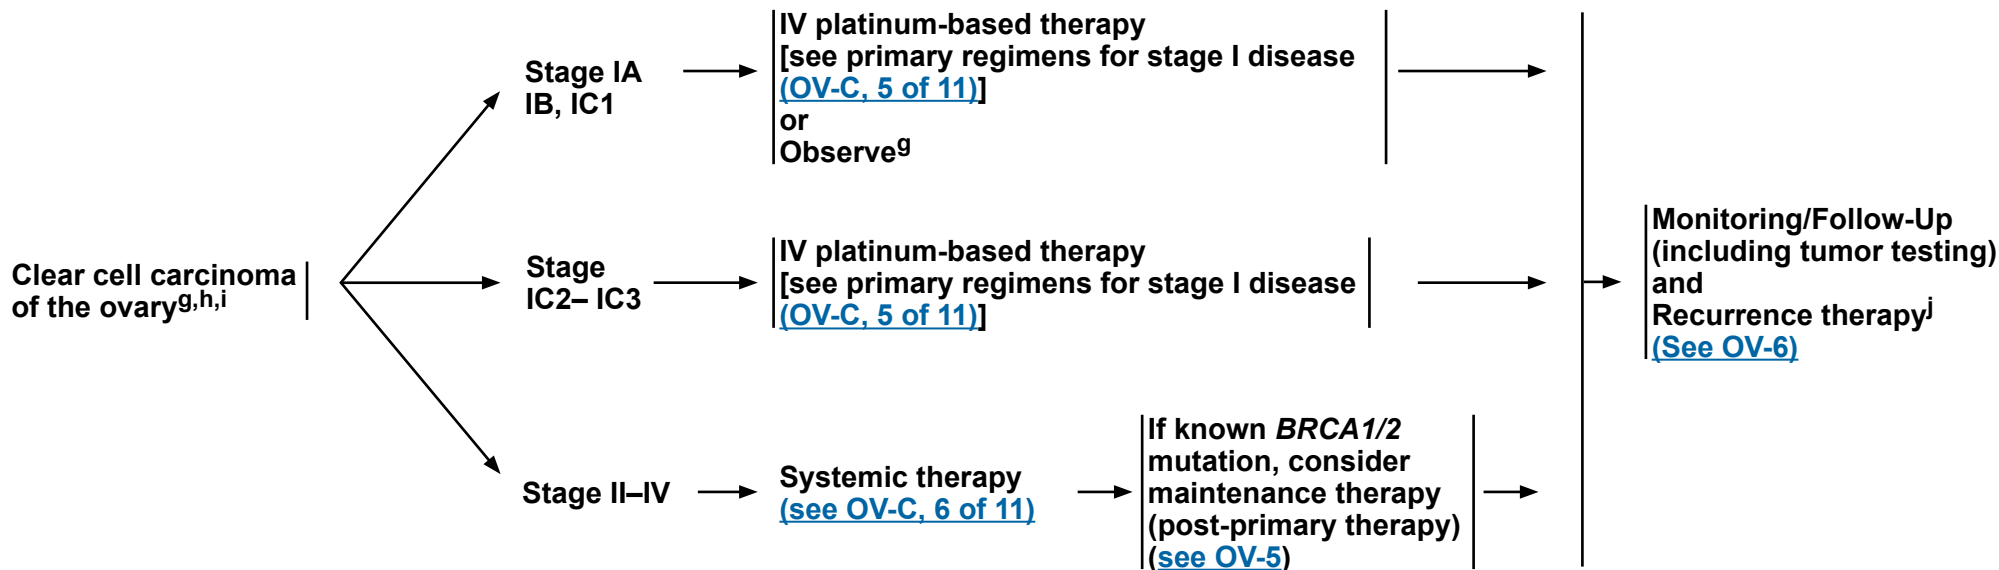 Clear cell carcinoma
of the ovaryg,h,i
Stage IA
IB, IC1
IV platinum-based therapy
[see primary regimens for stage I disease
(OV-C, 5 of 11)]
or
Observeg
Stage
IC2– IC3
IV platinum-based therapy
[see primary regimens for stage I disease
(OV-C, 5 of 11)]
Stage II–IV
Systemic therapy
(see OV-C, 6 of 11)
If known BRCA1/2
mutation, consider
maintenance therapy
(post-primary therapy)
(see OV-5)
Monitoring/Follow-Up
(including tumor testing)
and
Recurrence therapyj
(See OV-6)